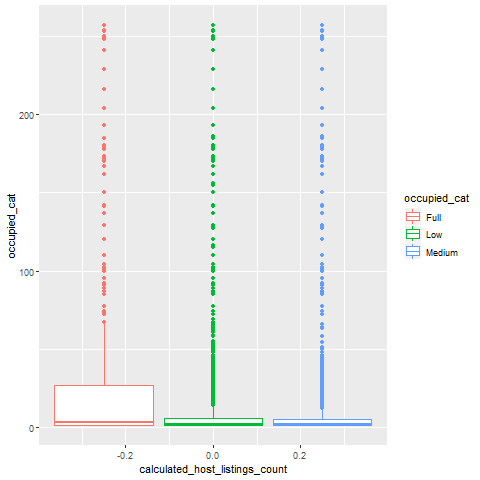 occupied_cat
200
100
0
-0.2
0.0
0.2
calculated_host_listings_count
occupied_cat
Full
Low
Medium